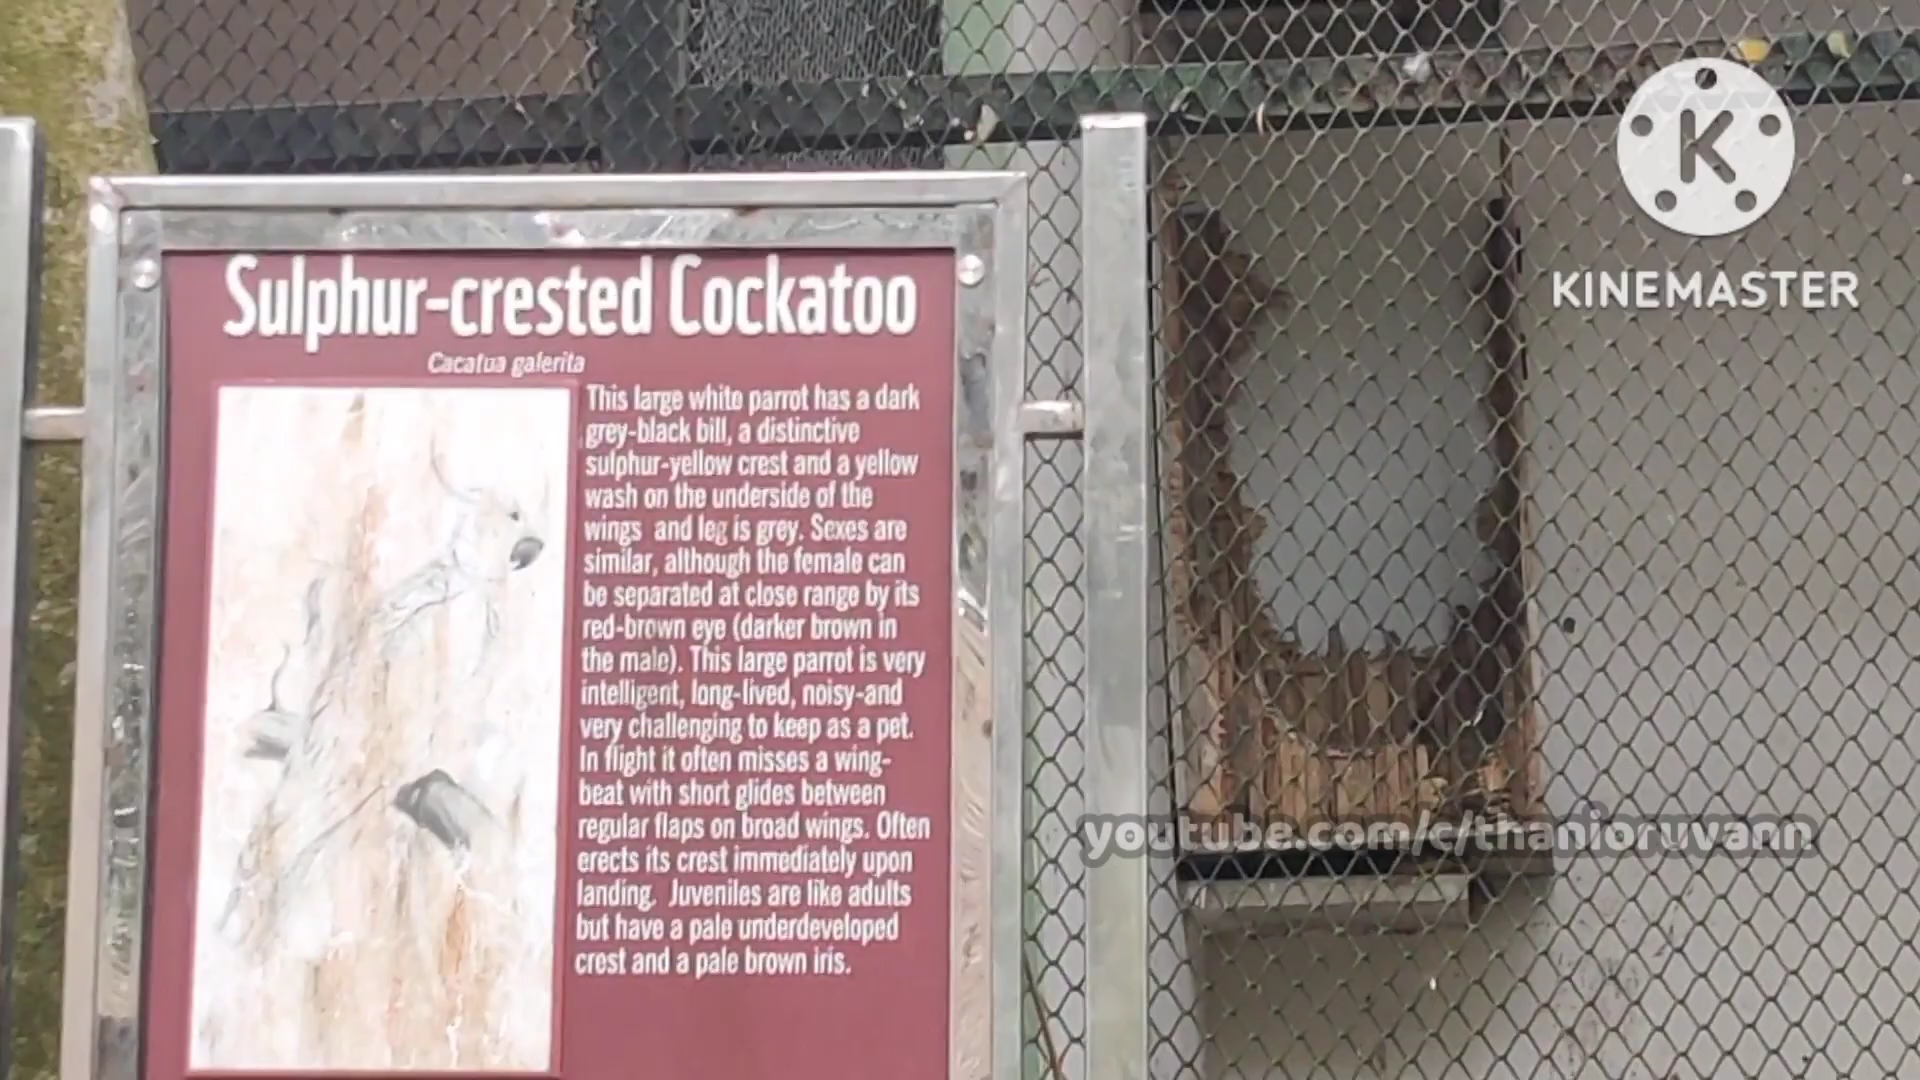 Sulphur-crested Cockatoo
Cacatua galerita
This large white parrot has a dark
grey-black bill, a distinctive
sulphur-yellow crest and a yellow
wash on the underside of the
wings and leg is grey. Sexes are
similar, although the female can
be separated at close range by its
red-brown eye (darker brown in
the male). This large parrot is very
intelligent, long-lived, noisy-and
very challenging to keep as a pet.
In flight it often misses a wing-
beat with short glides between
regular flaps on broad wings. Often
erects its crest immediately upon
landing. Juveniles are like adults
but have a pale underdeveloped
crest and a pale brown iris.
K
KINEMASTER
youtube.com/c/thanioruvann